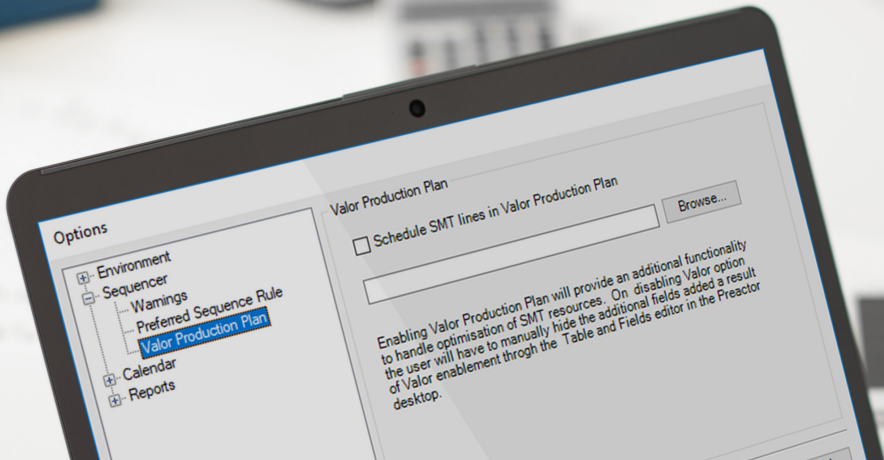 Options
Environment
Sequencer
Warnings
Preferred Sequence Rule
Valor Production Plan
Calendar
Reports
Valor Production Plan
Schedule SMT lines in Valor Production Plan
Browse...
Enabling Valor Production Plan will provide an additional functionality
to handle optimisation of SMT resources. On disabling Valor option
the user will have to manually hide the additional fields added a result
of Valor enablement throgh the Table and Fields editor in the Preactor
desktop.